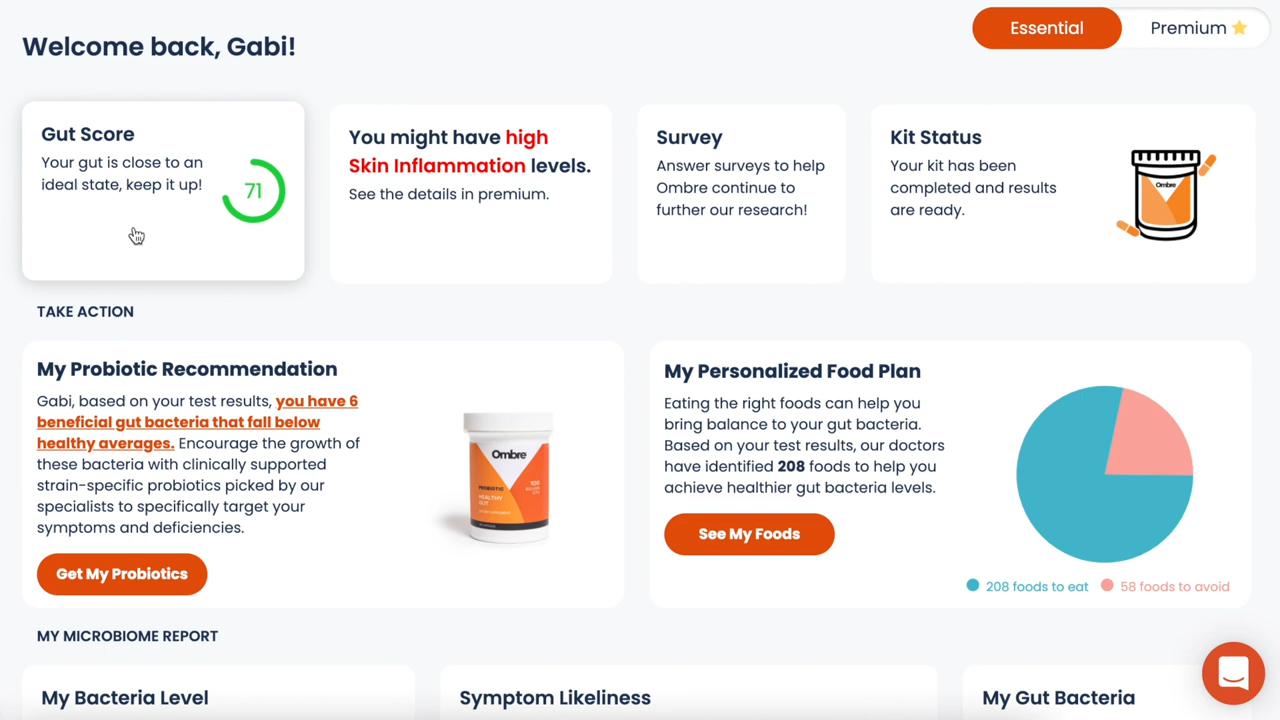 Welcome back, Gabi!
Essential
Premium
Gut Score
Your gut is close to an
ideal state, keep it up!
71
You might have high
Skin Inflammation levels.
See the details in premium.
Survey
Answer surveys to help
Ombre continue to
further our research!
Kit Status
Your kit has been
completed and results
are ready.
Ombre
TAKE ACTION
My Probiotic Recommendation
Gabi, based on your test results, you have 6
beneficial gut bacteria that fall below
healthy averages. Encourage the growth of
these bacteria with clinically supported
strain-specific probiotics picked by our
specialists to specifically target your
symptoms and deficiencies.
Get My Probiotics
Ombre
PROBIOTIC
HEALTHY
GUT
My Personalized Food Plan
Eating the right foods can help you
bring balance to your gut bacteria.
Based on your test results, our doctors
have identified 208 foods to help you
achieve healthier gut bacteria levels.
See My Foods
208 foods to eat
58 foods to avoid
MY MICROBIOME REPORT
My Bacteria Level
Symptom Likeliness
My Gut Bacteria